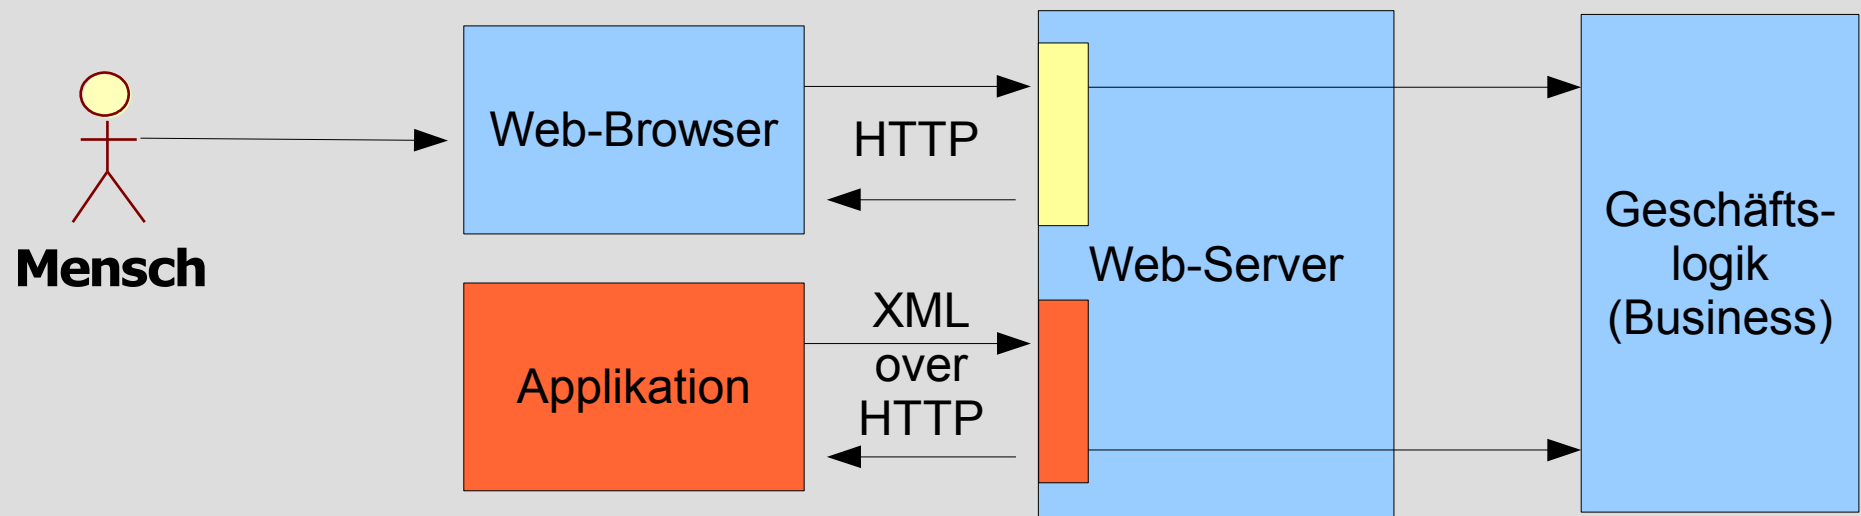 Mensch
Web-Browser
HTTP
Applikation
XML
over
HTTP
Web-Server
Geschäfts-
logik
(Business)